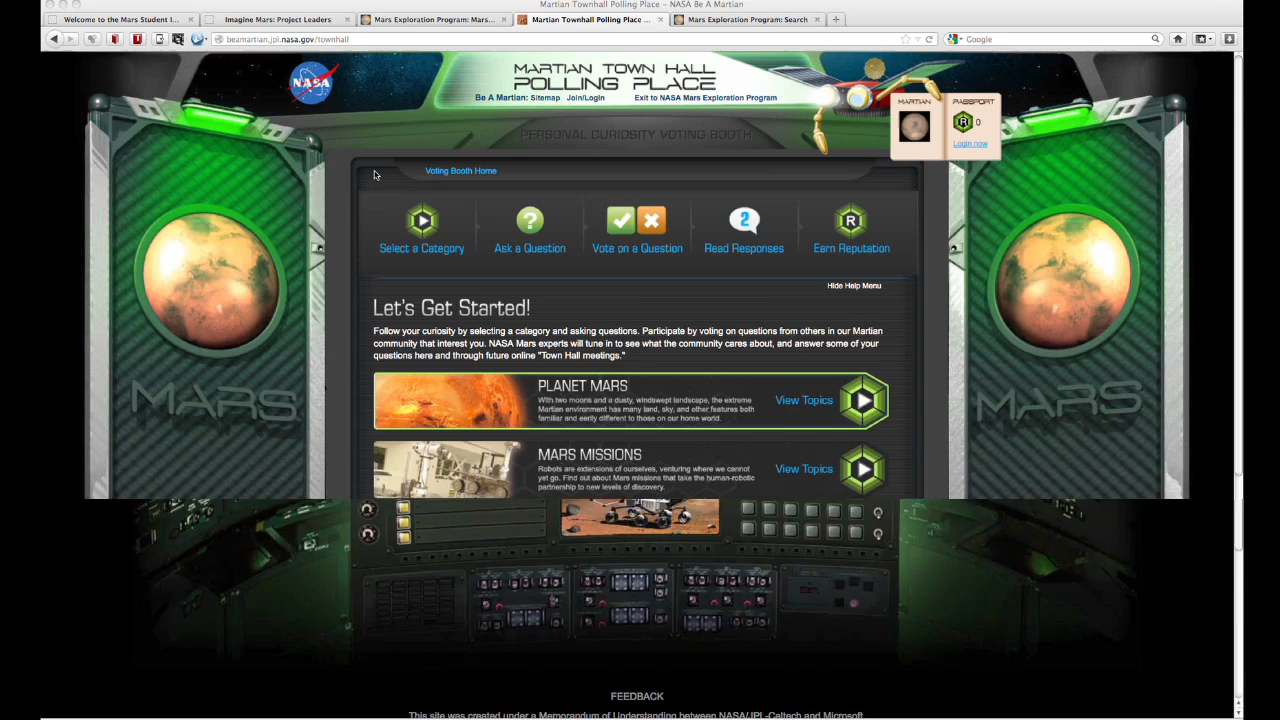 Martian Townhall Polling Place ~ NASA Be A Martian
Welcome to the Mars Student I...
Imagine Mars: Project Leaders
Mars Exploration Program: Mars...
Martian Townhall Polling Place ...
Mars Exploration Program: Search
beamartian.jpl.nasa.gov/townhall
Google
NASA
MARTIAN TOWN HALL
POLLING PLACE
Be A Martian: Sitemap Join/Login Exit to NASA Mars Exploration Program
MARTIAN PASSPORT
R 0
Login now
PERSONAL CURIOSITY VOTING BOOTH
Voting Booth Home
? 2 R
Select a Category Ask a Question Vote on a Question Read Responses Earn Reputation
Hide Help Menu
Let's Get Started!
Follow your curiosity by selecting a category and asking questions. Participate by voting on questions from others in our Martian
community that interest you. NASA Mars experts will tune in to see what the community cares about, and answer some of your
questions here and through future online "Town Hall meetings."
PLANET MARS
With two moons and a dusty, windswept landscape, the extreme
Martian environment has many land, sky, and other features both
familiar and eerily different to those on our home world.
View Topics
MARS MISSIONS
Robots are extensions of ourselves, venturing where we cannot
yet go. Find out about Mars missions that take the human-robotic
partnership to new levels of discovery.
View Topics
MARS
MARS
FEEDBACK
This site was created under a Memorandum of Understanding between NASA/JPL-Caltech and Microsoft